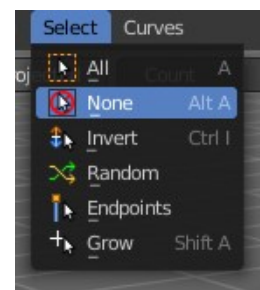 Select Curves
All A
None Alt A
Invert Ctrl I
Random
Endpoints
Grow Shift A